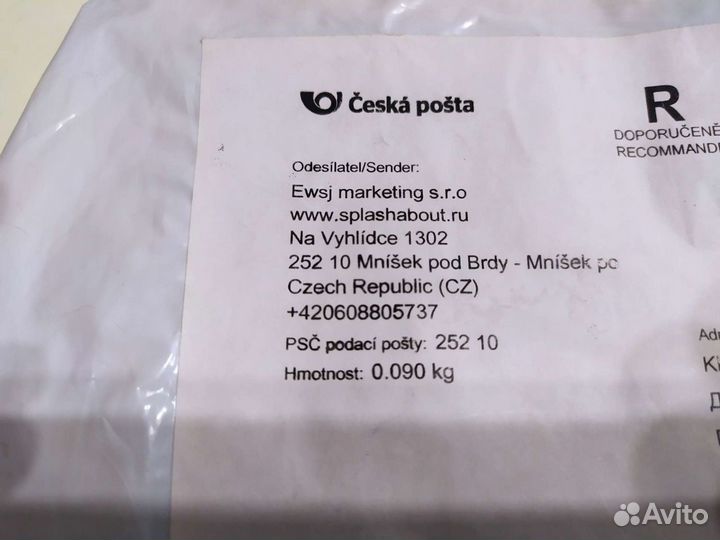 Česká pošta
R
DOPORUČENĚ
RECOMMANDE
Odesílatel/Sender:
Ewsj marketing s.r.o
www.splashabout.ru
Na Vyhlídce 1302
252 10 Mníšek pod Brdy - Mníšek po
Czech Republic (CZ)
+420608805737
PSČ podací pošty: 252 10
Hmotnost: 0.090 kg
Avito